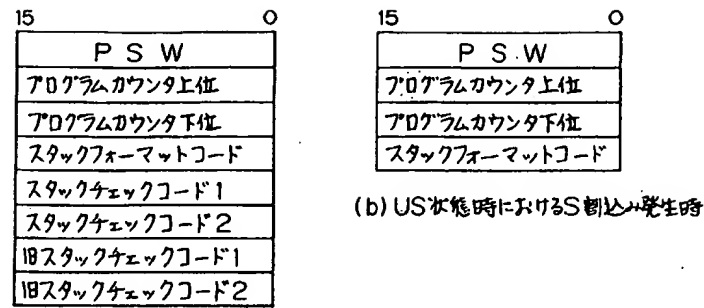 15 0
PSW
プログラムカウンタ上位
プログラムカウンタ下位
スタックフォーマットコード
スタックチェックコード1
スタックチェックコード2
旧スタックチェックコード1
旧スタックチェックコード2
15 0
PSW
プログラムカウンタ上位
プログラムカウンタ下位
スタックフォーマットコード
(b) US状態時におけるS割込み発生時